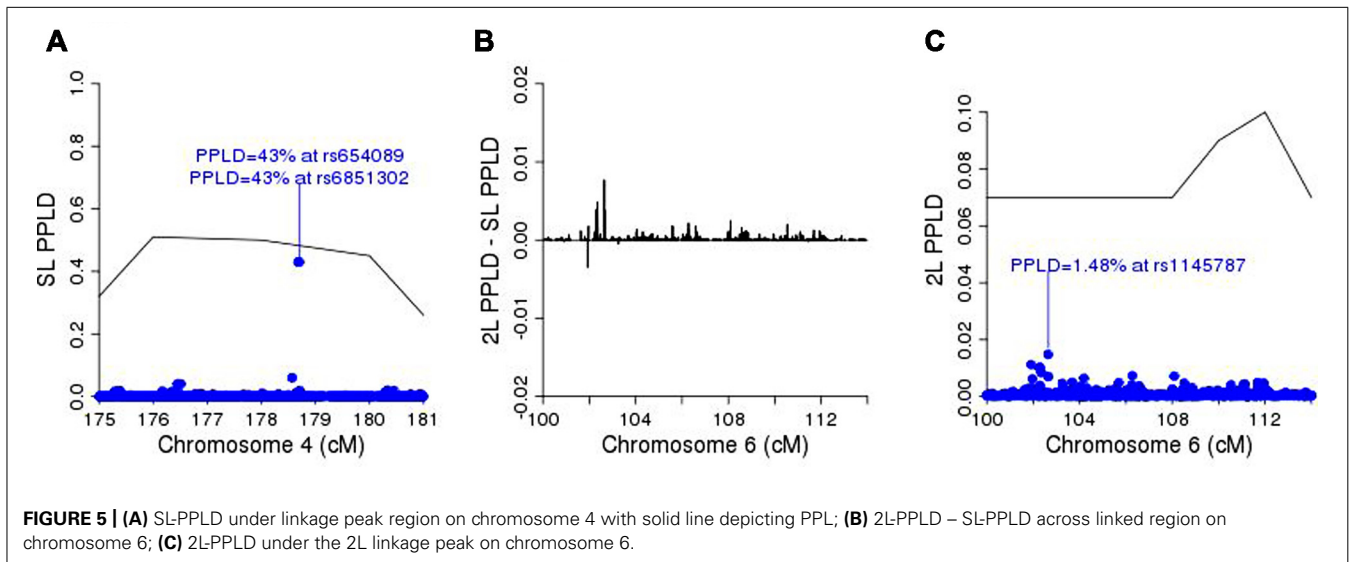 A
SL PPLD
1.0
0.8
0.6
0.4
0.2
0.0
PPLD=43% at rs654089
PPLD=43% at rs6851302
175 176 177 178 179 180 181
Chromosome 4 (cM)
B
2L PPLD - SL PPLD
0.02
0.01
0.00
-0.01
-0.02
100 104 108 112
Chromosome 6 (cM)
C
2L PPLD
0.10
0.08
0.06
0.04
0.02
0.00
PPLD=1.48% at rs1145787
100 104 108 112
Chromosome 6 (cM)
FIGURE 5 | (A) SL-PPLD under linkage peak region on chromosome 4 with solid line depicting PPL; (B) 2L-PPLD – SL-PPLD across linked region on
chromosome 6; (C) 2L-PPLD under the 2L linkage peak on chromosome 6.